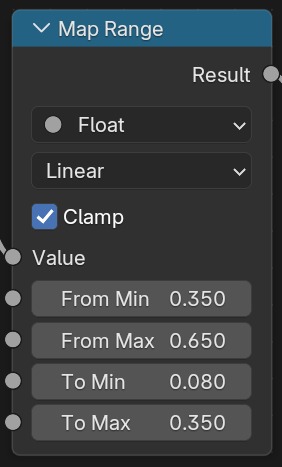 Map Range
Result
Float
Linear
Clamp
Value
From Min 0.350
From Max 0.650
To Min 0.080
To Max 0.350